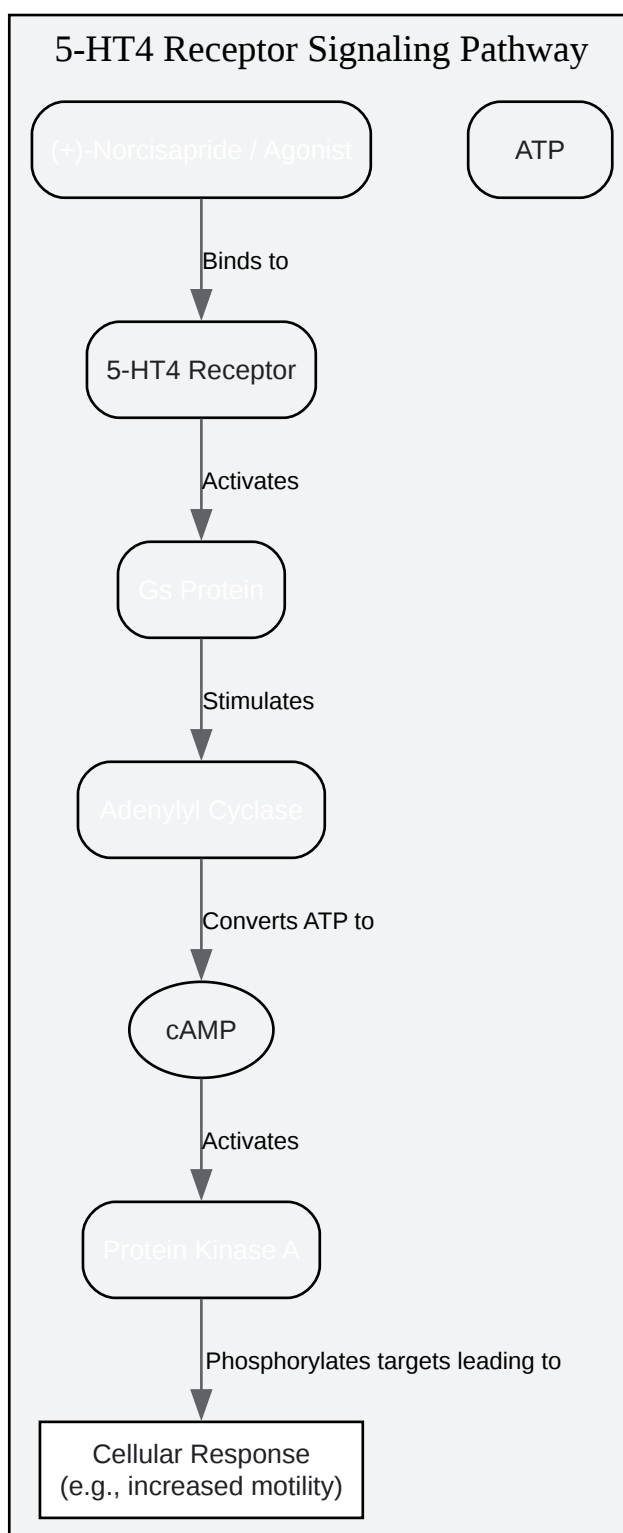 5-HT4 Receptor Signaling Pathway
(+)-Norcisapride / Agonist
ATP
Binds to
5-HT4 Receptor
Activates
Gs Protein
Stimulates
Adenylyl Cyclase
Converts ATP to
cAMP
Activates
Protein Kinase A
Phosphorylates targets leading to
Cellular Response
(e.g., increased motility)